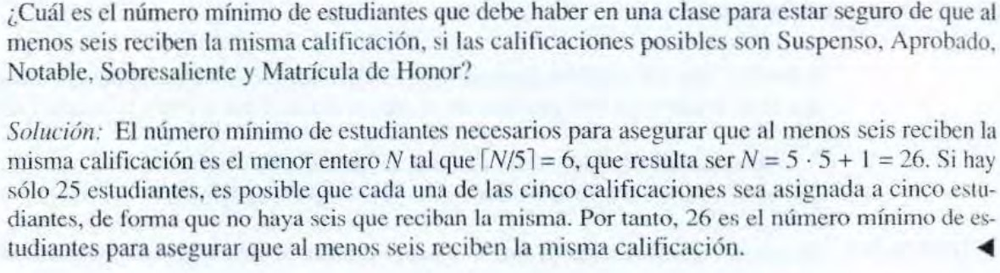 ¿Cuál es el número mínimo de estudiantes que debe haber en una clase para estar seguro de que al
menos seis reciben la misma calificación, si las calificaciones posibles son Suspenso, Aprobado,
Notable, Sobresaliente y Matrícula de Honor?
Solución: El número mínimo de estudiantes necesarios para asegurar que al menos seis reciben la
misma calificación es el menor entero N tal que ⌈N/5⌉ = 6, que resulta ser N = 5 · 5 + 1 = 26. Si hay
sólo 25 estudiantes, es posible que cada una de las cinco calificaciones sea asignada a cinco estu-
diantes, de forma que no haya seis que reciban la misma. Por tanto, 26 es el número mínimo de es-
tudiantes para asegurar que al menos seis reciben la misma calificación. ◀